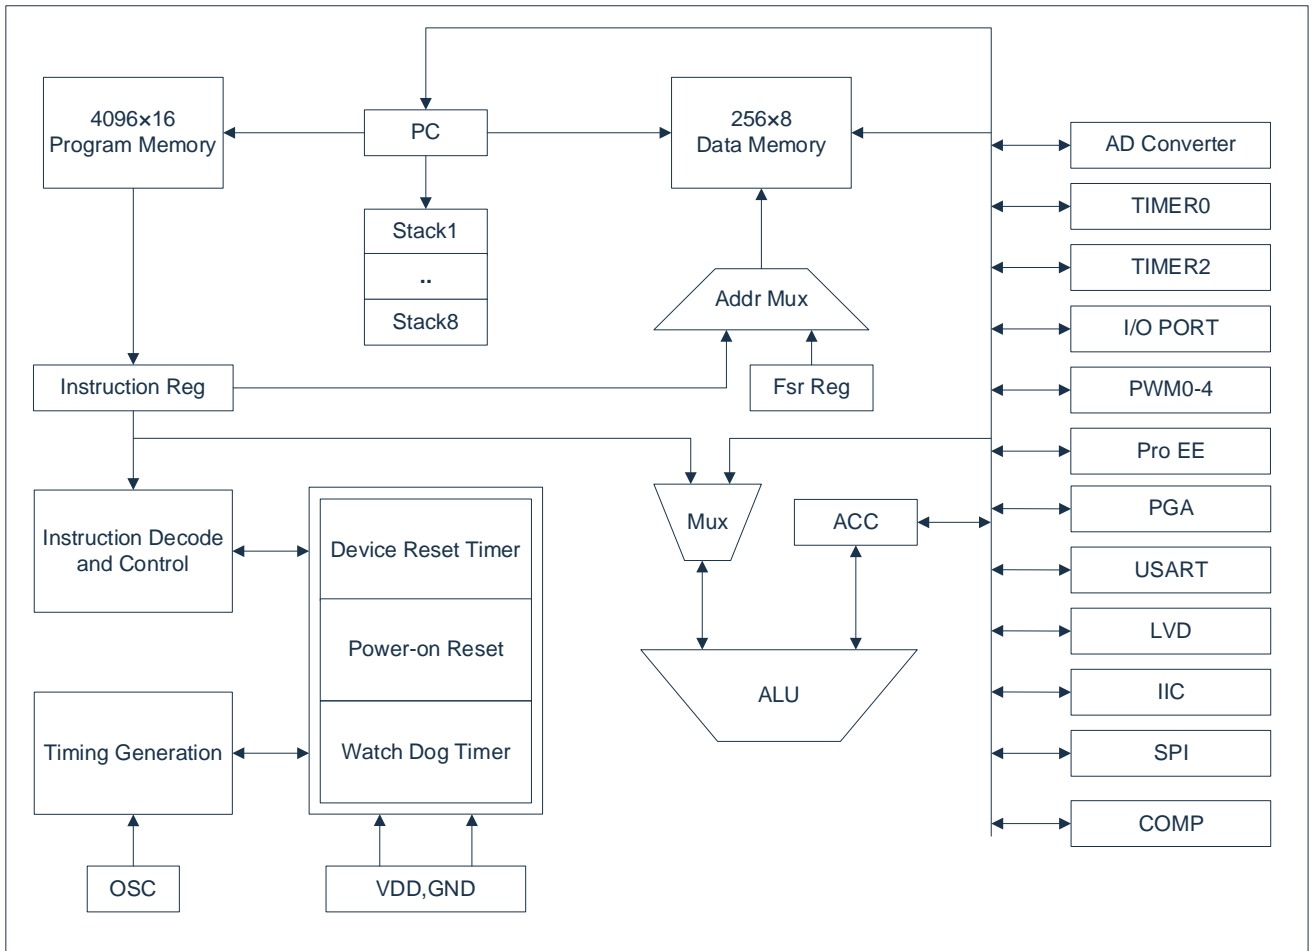 4096×16
Program Memory
PC
256×8
Data Memory
AD Converter
TIMER0
Stack1
TIMER2
..
Addr Mux
Stack8
I/O PORT
Instruction Reg
Fsr Reg
PWM0-4
Pro EE
PGA
Mux
ACC
Instruction Decode
and Control
Device Reset Timer
USART
Power-on Reset
LVD
ALU
IIC
Timing Generation
Watch Dog Timer
SPI
COMP
OSC
VDD,GND